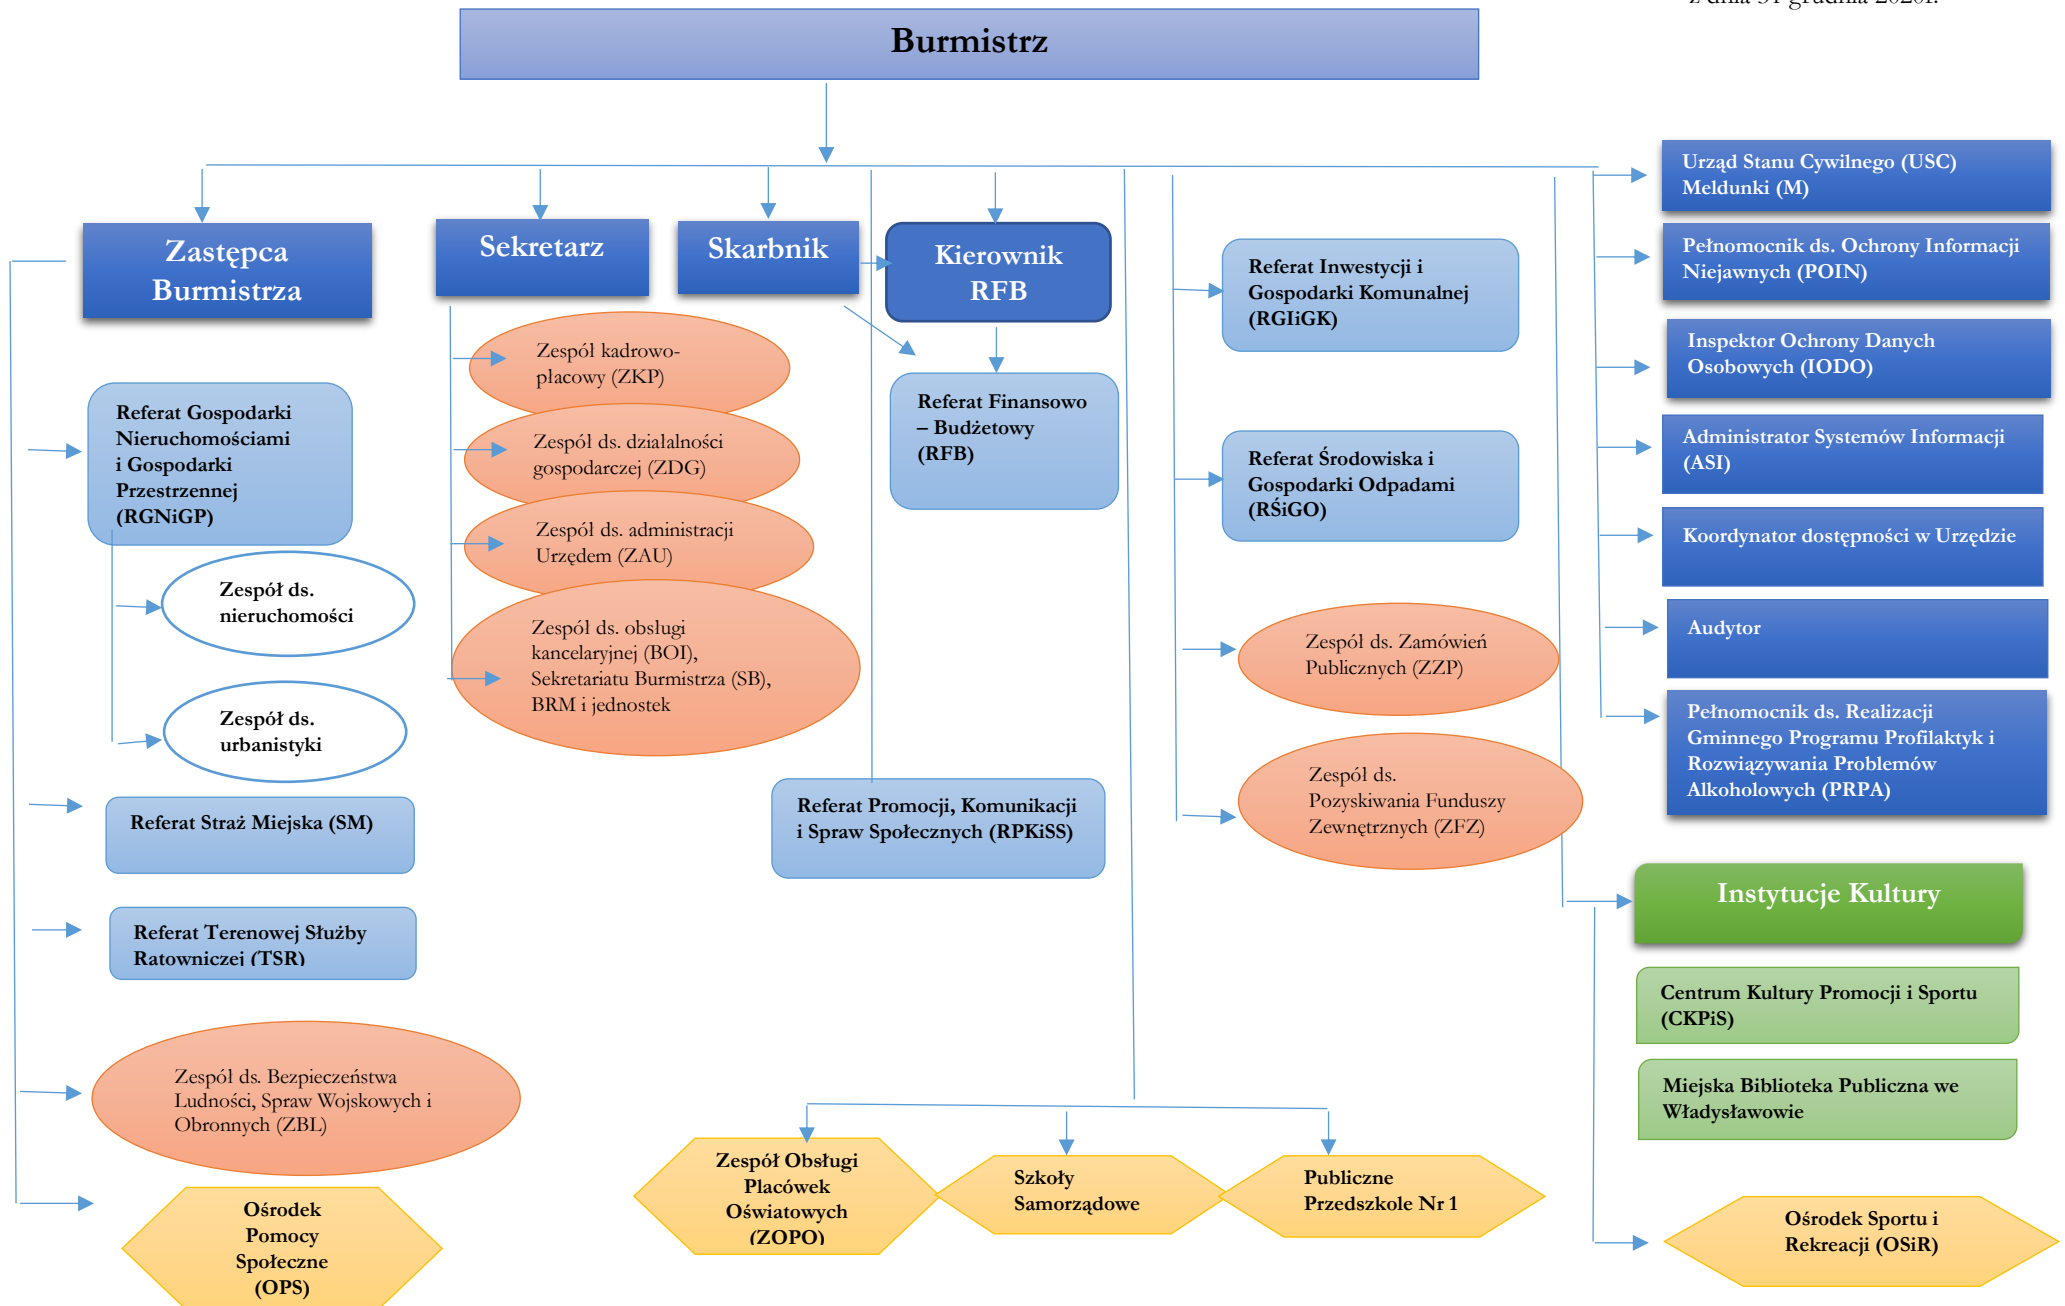 z dnia 31 grudnia 2020r.
Burmistrz
Zastępca
Burmistrza
Sekretarz
Skarbnik
Kierownik
RFB
Referat Gospodarki
Nieruchomościami
i Gospodarki
Przestrzennej
(RGNiGP)
Zespół ds.
nieruchomości
Zespół ds.
urbanistyki
Referat Straż Miejska (SM)
Referat Terenowej Służby
Ratowniczej (TSR)
Zespół ds. Bezpieczeństwa
Ludności, Spraw Wojskowych i
Obronnych (ZBL)
Ośrodek
Pomocy
Społeczne
(OPS)
Zespół kadrowo-
płacowy (ZKP)
Zespół ds. działalności
gospodarczej (ZDG)
Zespół ds. administracji
Urzędem (ZAU)
Zespół ds. obsługi
kancelaryjnej (BOI),
Sekretariatu Burmistrza (SB),
BRM i jednostek
Referat Finansowo
– Budżetowy
(RFB)
Referat Promocji, Komunikacji
i Spraw Społecznych (RPKiSS)
Referat Inwestycji i
Gospodarki Komunalnej
(RGIiGK)
Referat Środowiska i
Gospodarki Odpadami
(RŚiGO)
Zespół ds. Zamówień
Publicznych (ZZP)
Zespół ds.
Pozyskiwania Funduszy
Zewnętrznych (ZFZ)
Zespół Obsługi
Placówek
Oświatowych
(ZOPO)
Szkoły
Samorządowe
Publiczne
Przedszkole Nr 1
Urząd Stanu Cywilnego (USC)
Meldunki (M)
Pełnomocnik ds. Ochrony Informacji
Niejawnych (POIN)
Inspektor Ochrony Danych
Osobowych (IODO)
Administrator Systemów Informacji
(ASI)
Koordynator dostępności w Urzędzie
Audytor
Pełnomocnik ds. Realizacji
Gminnego Programu Profilaktyk i
Rozwiązywania Problemów
Alkoholowych (PRPA)
Instytucje Kultury
Centrum Kultury Promocji i Sportu
(CKPiS)
Miejska Biblioteka Publiczna we
Władysławowie
Ośrodek Sportu i
Rekreacji (OSiR)